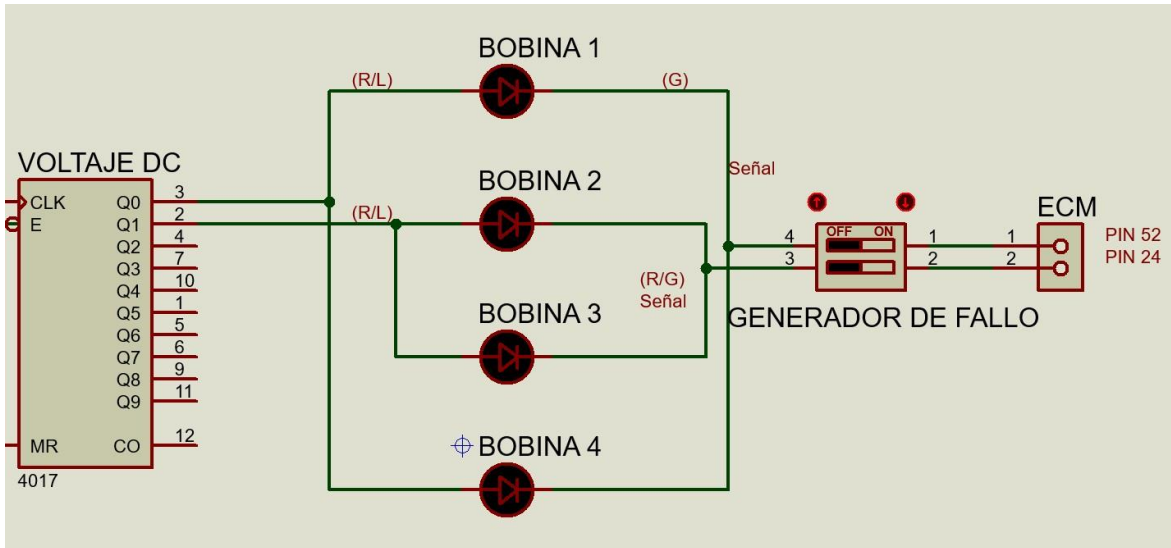 BOBINA 1
(R/L)
(G)
VOLTAJE DC
BOBINA 2
Señal
CLK
Q0
3
E
Q1
2
(R/L)
Q2
4
Q3
7
Q4
10
Q5
1
Q6
5
Q7
6
Q8
9
Q9
11
MR
CO
12
4017
(R/G)
Señal
BOBINA 3
BOBINA 4
OFF ON
4
3
1
2
GENERADOR DE FALLO
ECM
1
2
PIN 52
PIN 24